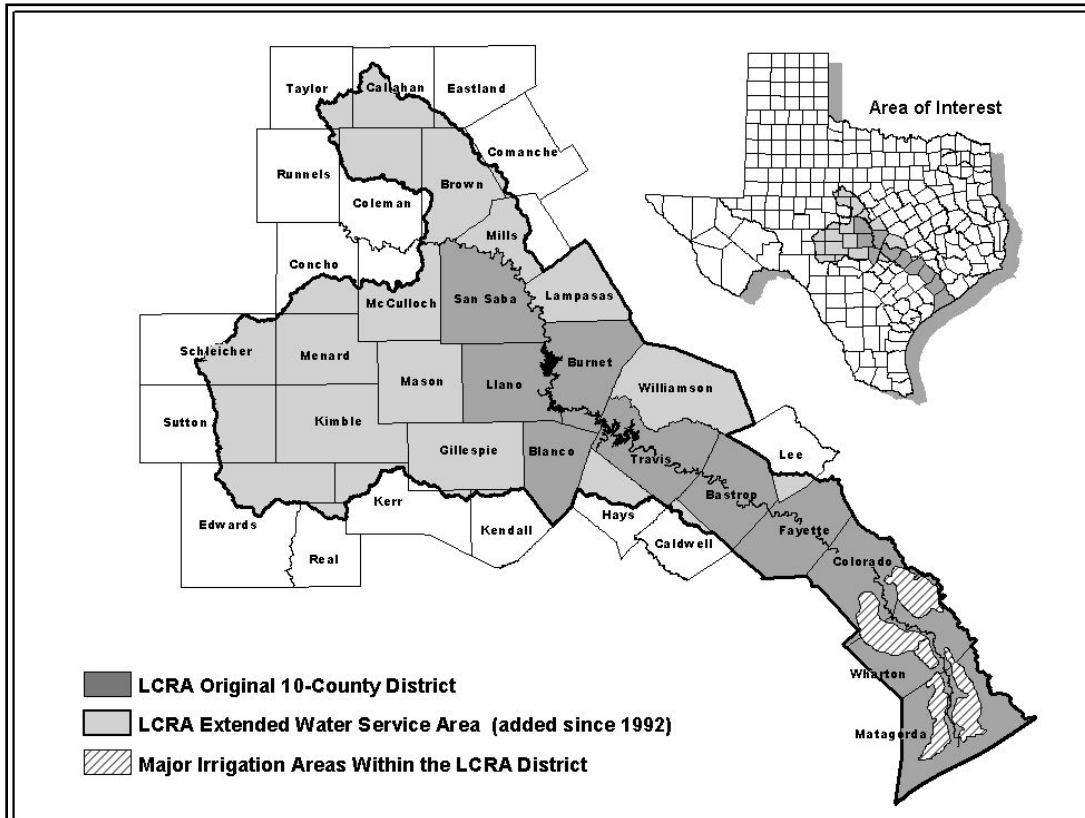 Taylor
Callahan
Eastland
Area of Interest
Comanche
Runnels
Brown
Coleman
Mills
Concho
McCulloch
San Saba
Lampasas
Schleicher
Menard
Burnet
Mason
Llano
Williamson
Sutton
Kimble
Gillespie
Blanco
Travis
Lee
Bastrop
Kerr
Edwards
Kendall
Hays
Fayette
Real
Caldwell
Colorado
Wharton
LCRA Original 10-County District
LCRA Extended Water Service Area (added since 1992)
Matagorda
Major Irrigation Areas Within the LCRA District